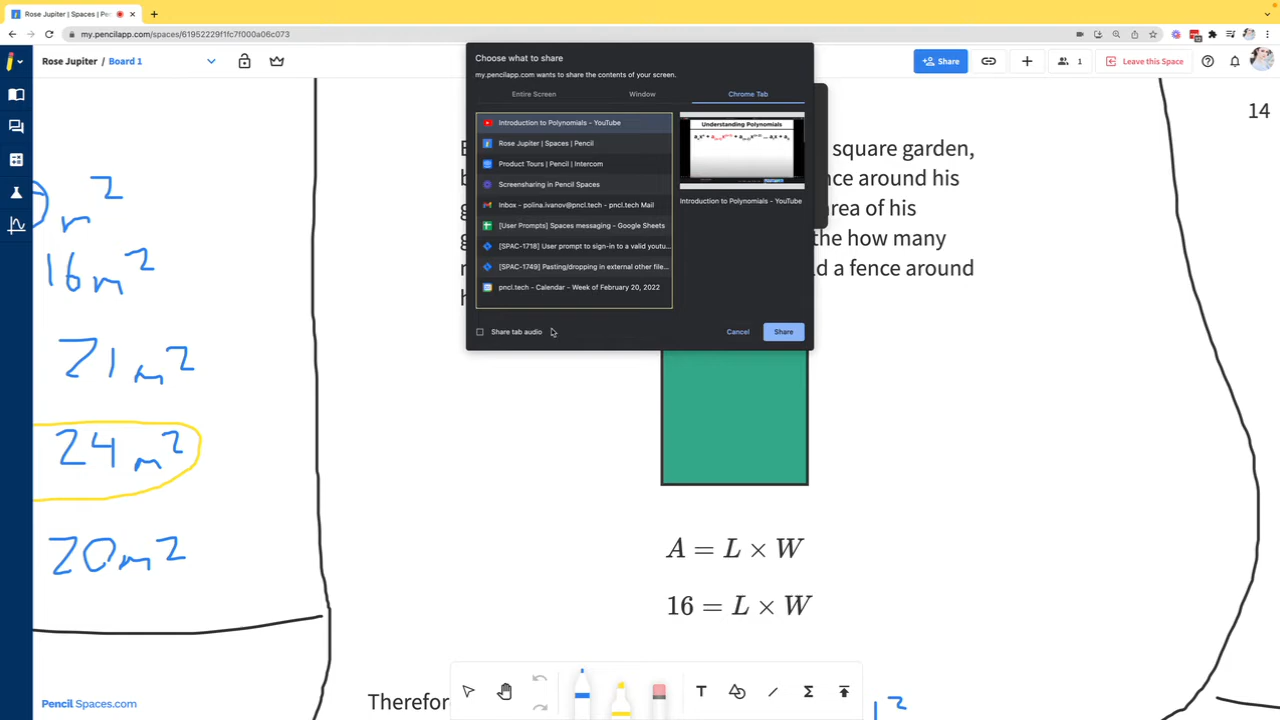 Rose Jupiter | Spaces | Pen
my.pencilapp.com/spaces/61952229f1fc7f000a06c073
Rose Jupiter / Board 1
Share
1
Leave this Space
Choose what to share
my.pencilapp.com wants to share the contents of your screen.
Entire Screen
Window
Chrome Tab
Introduction to Polynomials - YouTube
Rose Jupiter | Spaces | Pencil
Product Tours | Pencil | Intercom
Screensharing in Pencil Spaces
Inbox - polina.ivanov@pncl.tech - pncl.tech Mail
[User Prompts] Spaces messaging - Google Sheets
[SPAC-1718] User prompt to sign-in to a valid youtu...
[SPAC-1749] Pasting/dropping in external other file...
pncl.tech - Calendar - Week of February 20, 2022
Understanding Polynomials
Introduction to Polynomials - YouTube
Share tab audio
Cancel
Share
14
square garden,
nce around his
area of his
the how many
d a fence around
m²
16m²
21m²
24m²
20m²
A = L × W
16 = L × W
Therefor
T
Σ
Pencil Spaces.com